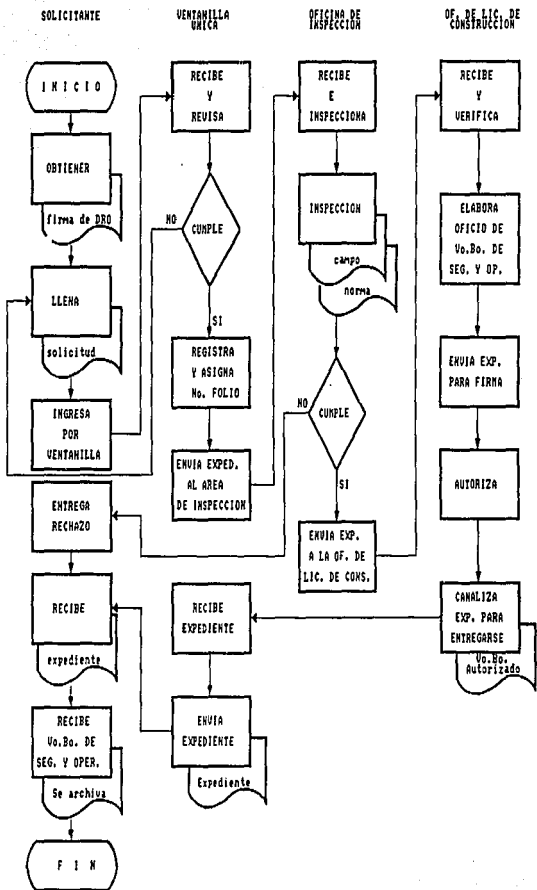 SOLICITANTE
VENTANILLA
UNICA
OFICINA DE
INSPECCION
OF. DE LIC. DE
CONSTRUCCION
I N I C I O
OBTIENER
firma de DRO
LLENA
solicitud
INGRESA
POR
VENTANILLA
ENTREGA
RECHAZO
RECIBE
expediente
RECIBE
Vo.Bo. DE
SEG. Y OPER.
Se archiva
F I N
RECIBE
Y
REVISA
NO
CUMPLE
SI
REGISTRA
Y ASIGNA
No. FOLIO
ENVIA EXPED.
AL AREA
DE INSPECCION
RECIBE
EXPEDIENTE
ENVIA
EXPEDIENTE
Expediente
RECIBE
E
INSPECCIONA
INSPECCION
campo
norma
NO
CUMPLE
SI
ENVIA EXP.
A LA OF. DE
LIC. DE CONS.
RECIBE
Y
VERIFICA
ELABORA
OFICIO DE
Vo.Bo. DE
SEG. Y OP.
ENVIA EXP.
PARA FIRMA
AUTORIZA
CANALIZA
EXP. PARA
ENTREGARSE
Vo.Bo.
Autorizado